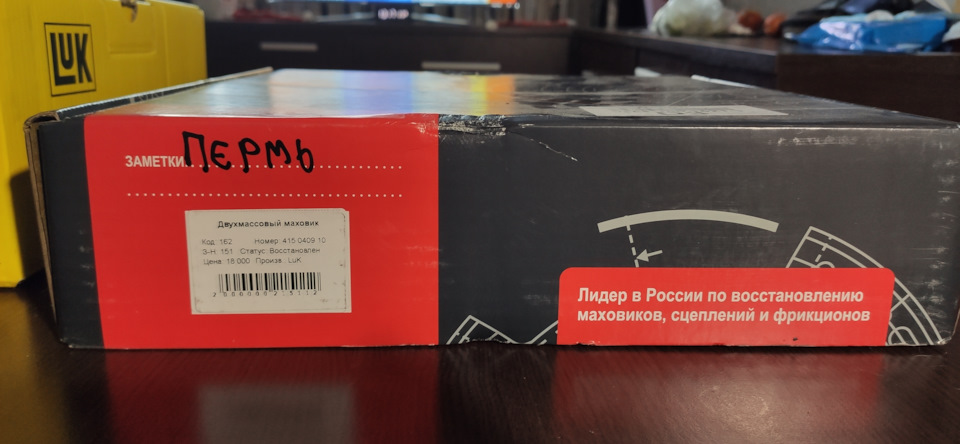 LUK
ЗАМЕТКИ ПЕРМЬ
Двухмассовый маховик
Код: 162 Номер: 415 0409 10
З-Н: 151 Статус: Восстановлен
Цена: 18 000 Произв.: LuK
Лидер в России по восстановлению
маховиков, сцеплений и фрикционов